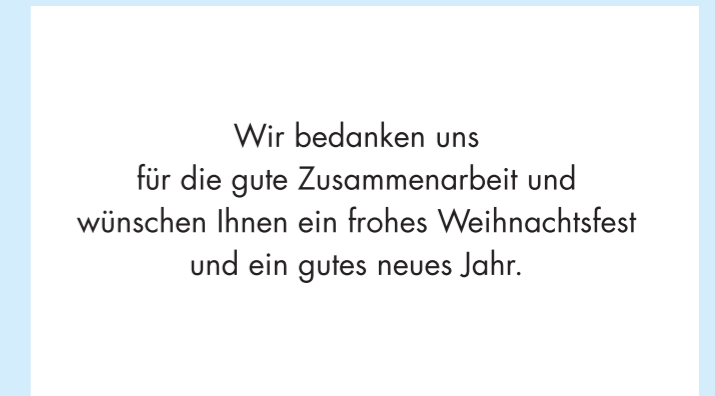 Wir bedanken uns
für die gute Zusammenarbeit und
wünschen Ihnen ein frohes Weihnachtsfest
und ein gutes neues Jahr.